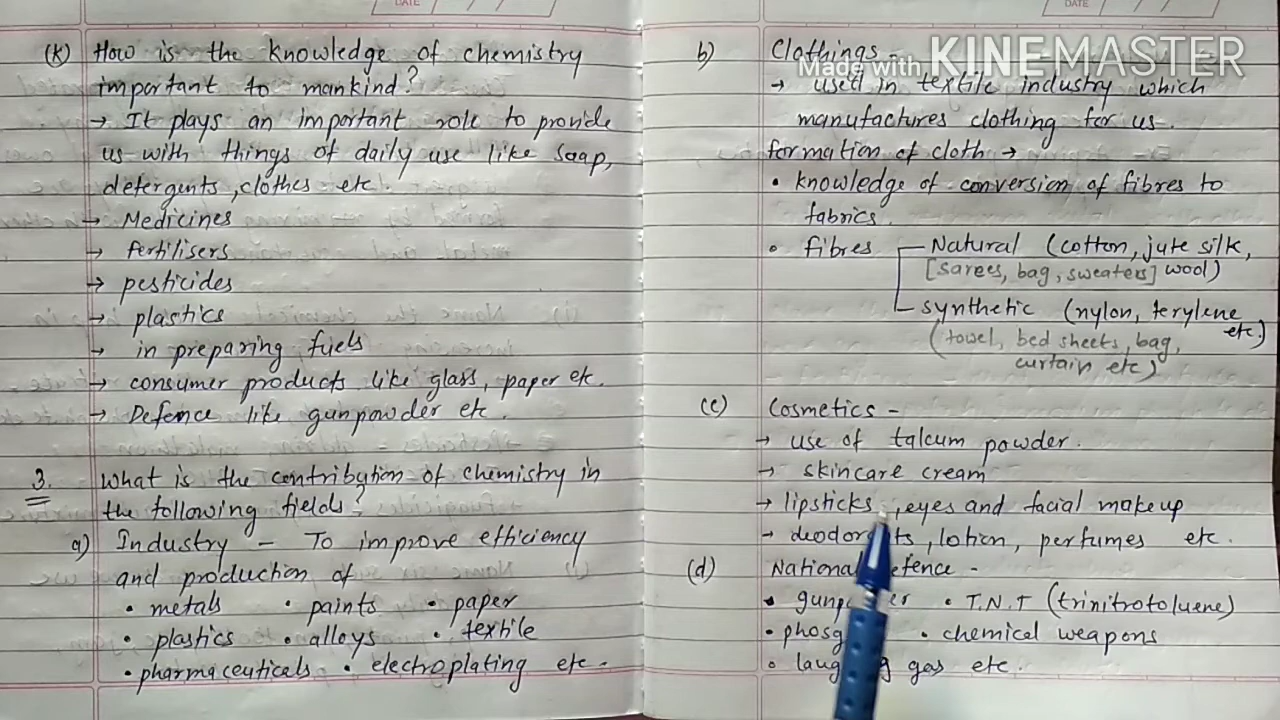 DATE
(K) How is the knowledge of chemistry
important to mankind?
→ It plays an important role to provide
us with things of daily use like soap,
detergents, clothes etc.
→ Medicines
→ fertilisers
→ pesticides
→ plastics
→ in preparing fuels
→ consumer products like glass, paper etc.
→ Defence like gunpowder etc.
3. What is the contribution of chemistry in
the following fields?
a) Industry - To improve efficiency
and production of
• metals • paints • paper
• plastics • alloys • textile
• pharmaceuticals • electroplating etc.
DATE
Made with KINEMASTER
b) Clothings -
→ used in textile industry which
manufactures clothing for us.
formation of cloth →
• knowledge of conversion of fibres to
fabrics.
• fibres Natural (cotton, jute silk,
[sarees, bag, sweaters] wool)
synthetic (nylon, terylene
etc.)
(towel, bed sheets, bag,
curtain etc)
(c) Cosmetics -
→ use of talcum powder.
→ skincare cream
→ lipsticks, eyes and facial makeup
→ lotion, perfumes etc.
(d) National
• T.N.T (trinitrotoluene)
• • chemical weapons
• gas etc.